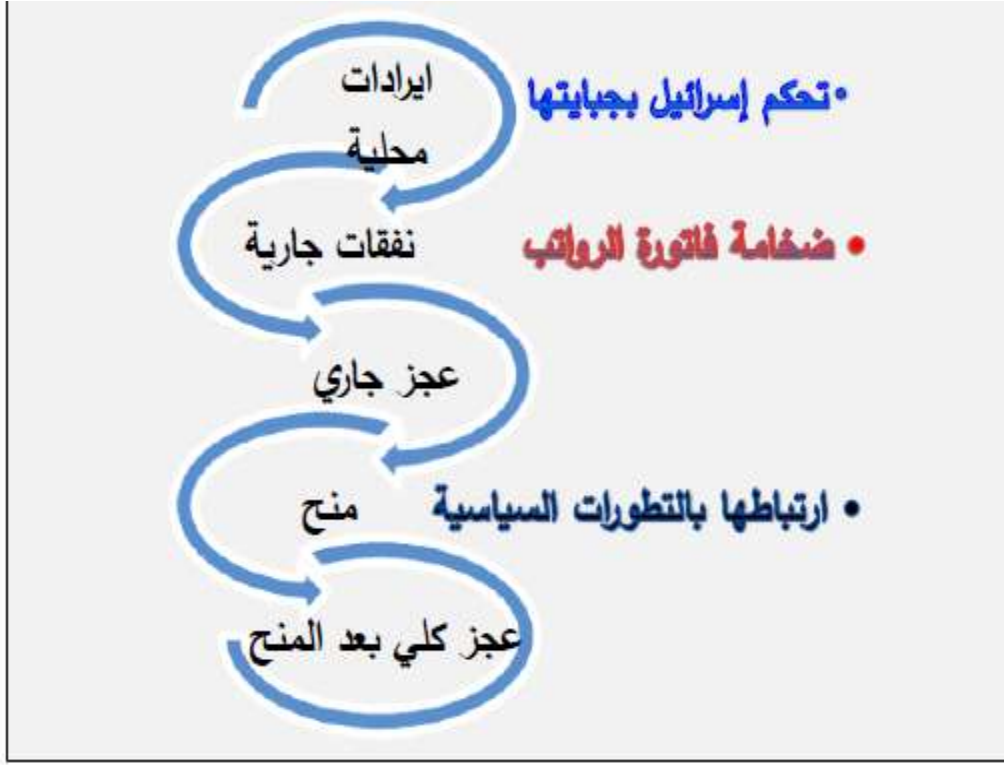 • تحكم إسرائيل بجبايتها
ايرادات
محلية
• ضخامة فاتورة الرواتب
نفقات جارية
عجز جاري
• ارتباطها بالتطورات السياسية
منح
عجز كلي بعد المنح